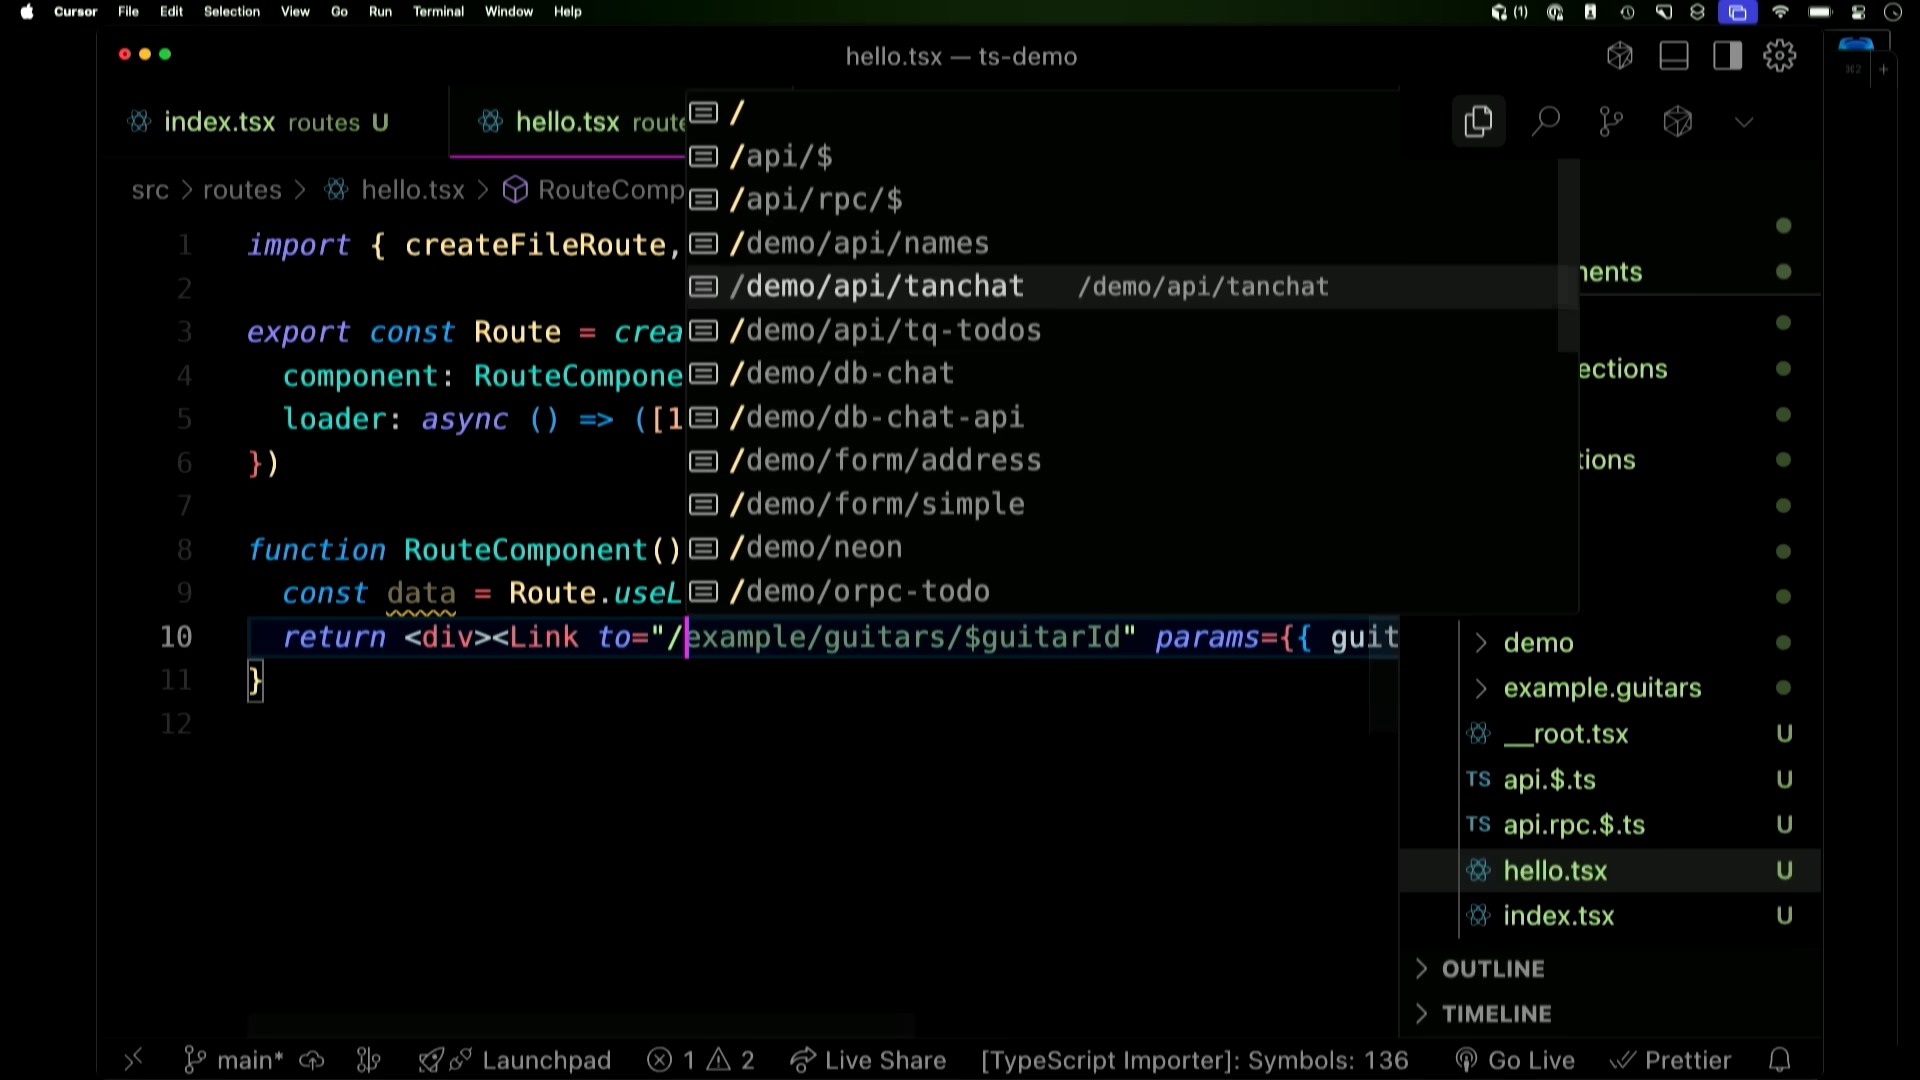 Cursor File Edit Selection View Go Run Terminal Window Help (1)
hello.tsx — ts-demo
⌘2 +
index.tsx routes U
hello.tsx route
src > routes > hello.tsx > RouteComp
/
/api/$
/api/rpc/$
/demo/api/names
/demo/api/tanchat /demo/api/tanchat
/demo/api/tq-todos
/demo/db-chat
/demo/db-chat-api
/demo/form/address
/demo/form/simple
/demo/neon
/demo/orpc-todo
1 import { createFileRoute,
2
3 export const Route = crea
4 component: RouteCompone
5 loader: async () => ([1
6 })
7
8 function RouteComponent()
9 const data = Route.useL
10 return <div><Link to="/example/guitars/$guitarId" params={{ guit
11 }
12
nents
ections
tions
demo
example.guitars
__root.tsx U
TS api.$.ts U
TS api.rpc.$.ts U
hello.tsx U
index.tsx U
OUTLINE
TIMELINE
main* Launchpad 1 2 Live Share [TypeScript Importer]: Symbols: 136 Go Live Prettier